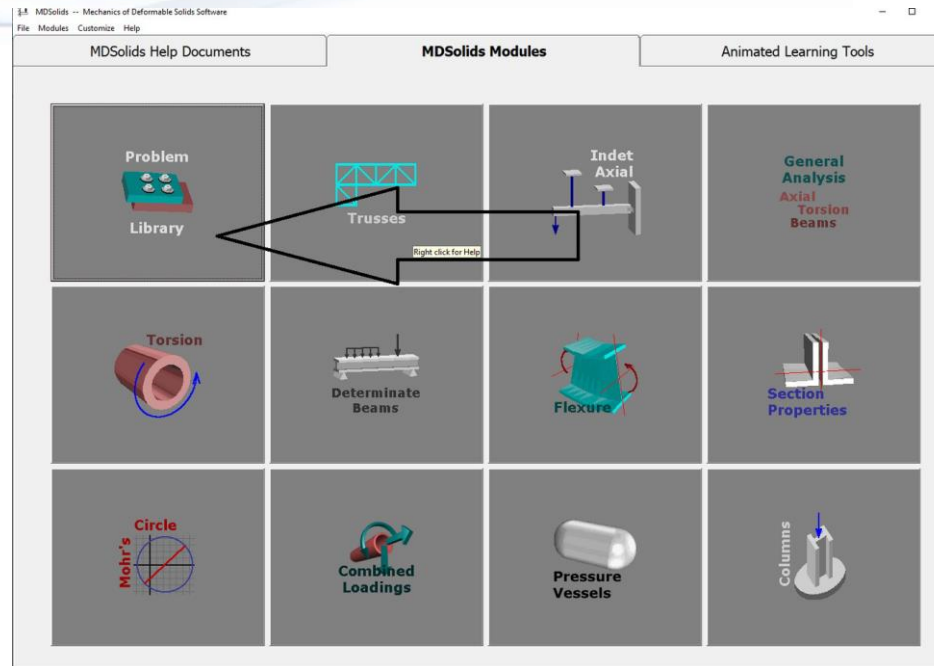 MDSolids -- Mechanics of Deformable Solids Software
File Modules Customize Help
MDSolids Help Documents
MDSolids Modules
Animated Learning Tools
Problem
Library
Trusses
Indet
Axial
General
Analysis
Axial
Torsion
Beams
Right click for Help
Torsion
Determinate
Beams
Flexure
Section
Properties
Mohr's
Circle
Combined
Loadings
Pressure
Vessels
Columns